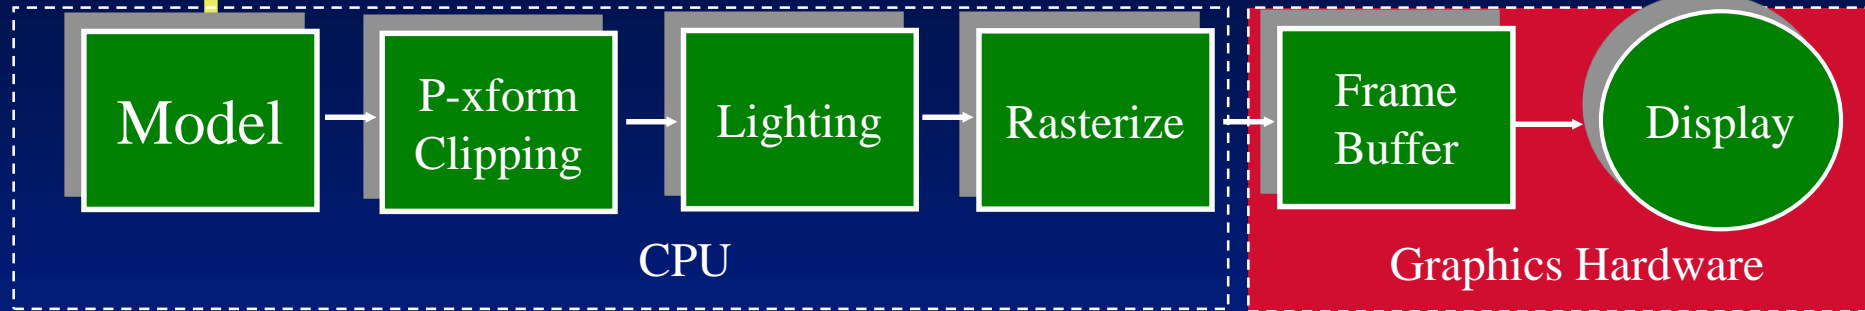 Model
P-xform
Clipping
Lighting
Rasterize
Frame
Buffer
Display
CPU
Graphics Hardware